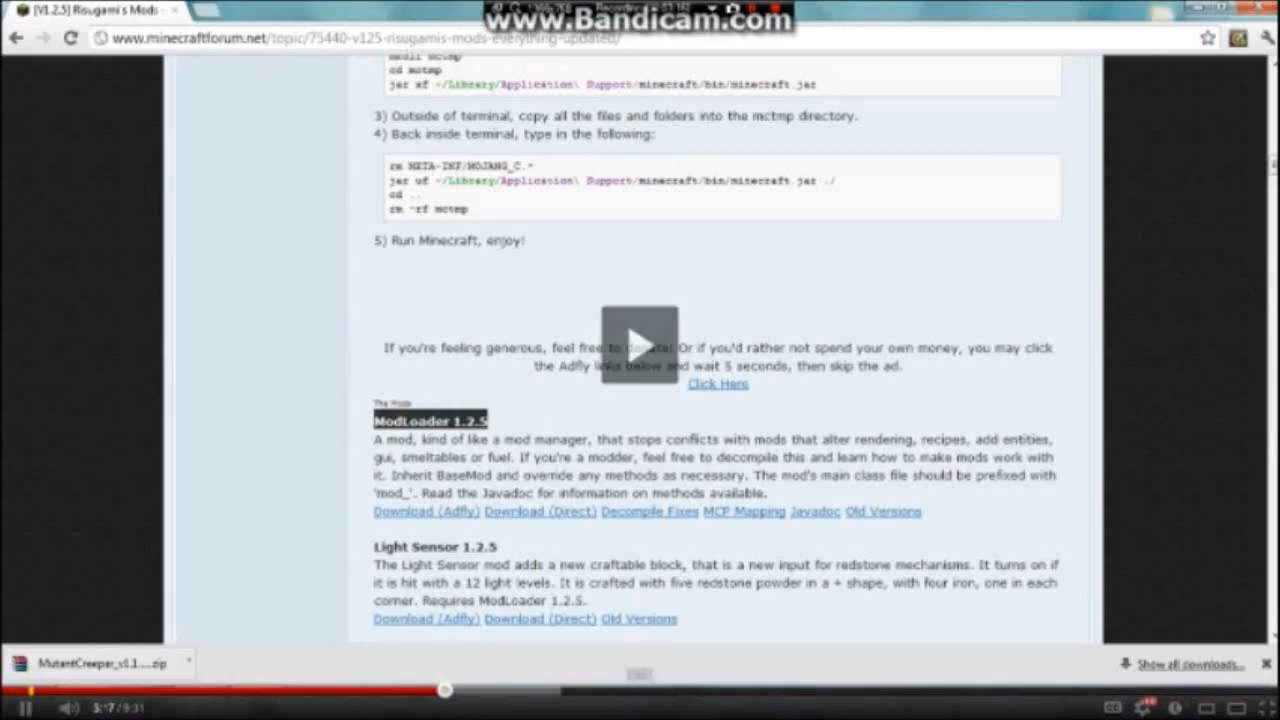 [V1.2.5] Risugami's Mods -
www.Bandicam.com
www.minecraftforum.net/topic/75440-v125-risugamis-mods-everything-updated/
cd mctmp
jar xf ~/Library/Application\ Support/minecraft/bin/minecraft.jar
3) Outside of terminal, copy all the files and folders into the mctmp directory.
4) Back inside terminal, type in the following:
rm META-INF/MOJANG_C.*
jar uf ~/Library/Application\ Support/minecraft/bin/minecraft.jar ./
cd ..
rm -rf mctmp
5) Run Minecraft, enjoy!
If you're feeling generous, feel free to donate! Or if you'd rather not spend your own money, you may click
the Adfly links below and wait 5 seconds, then skip the ad.
Click Here
The Mods
ModLoader 1.2.5
A mod, kind of like a mod manager, that stops conflicts with mods that alter rendering, recipes, add entities,
gui, smeltables or fuel. If you're a modder, feel free to decompile this and learn how to make mods work with
it. Inherit BaseMod and override any methods as necessary. The mod's main class file should be prefixed with
'mod_'. Read the Javadoc for information on methods available.
Download (Adfly) Download (Direct) Decompile Fixes MCP Mapping Javadoc Old Versions
Light Sensor 1.2.5
The Light Sensor mod adds a new craftable block, that is a new input for redstone mechanisms. It turns on if
it is hit with a 12 light levels. It is crafted with five redstone powder in a + shape, with four iron, one in each
corner. Requires ModLoader 1.2.5.
Download (Adfly) Download (Direct) Old Versions
MutantCreeper_v1.1....zip
Show all downloads...